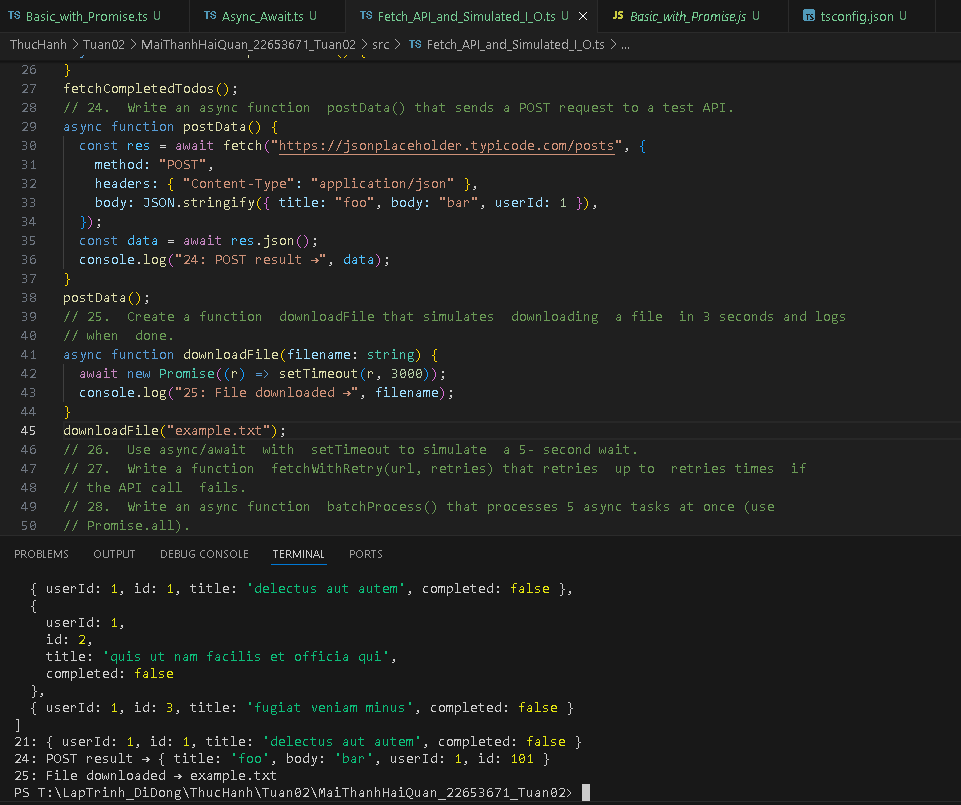 TS Basic_with_Promise.ts U TS Async_Await.ts U TS Fetch_API_and_Simulated_I_O.ts U × JS Basic_with_Promise.js U TS tsconfig.json U
ThucHanh > Tuan02 > MaiThanhHaiQuan_22653671_Tuan02 > src > TS Fetch_API_and_Simulated_I_O.ts > ...
26 }
27 fetchCompletedTodos();
28 // 24.  Write an async function  postData() that sends a POST request to a test API.
29 async function postData() {
30   const res = await fetch("https://jsonplaceholder.typicode.com/posts", {
31     method: "POST",
32     headers: { "Content-Type": "application/json" },
33     body: JSON.stringify({ title: "foo", body: "bar", userId: 1 }),
34   });
35   const data = await res.json();
36   console.log("24: POST result →", data);
37 }
38 postData();
39 // 25.  Create a function  downloadFile that simulates  downloading  a file  in 3 seconds and logs
40 // when  done.
41 async function downloadFile(filename: string) {
42   await new Promise((r) => setTimeout(r, 3000));
43   console.log("25: File downloaded →", filename);
44 }
45 downloadFile("example.txt");
46 // 26.  Use async/await  with  setTimeout to simulate  a 5- second wait.
47 // 27.  Write a function  fetchWithRetry(url, retries) that retries  up to  retries times  if
48 // the API call  fails.
49 // 28.  Write an async function  batchProcess() that processes 5 async tasks at once (use
50 // Promise.all).
PROBLEMS OUTPUT DEBUG CONSOLE TERMINAL PORTS
  { userId: 1, id: 1, title: 'delectus aut autem', completed: false },
  {
    userId: 1,
    id: 2,
    title: 'quis ut nam facilis et officia qui',
    completed: false
  },
  { userId: 1, id: 3, title: 'fugiat veniam minus', completed: false }
]
21: { userId: 1, id: 1, title: 'delectus aut autem', completed: false }
24: POST result → { title: 'foo', body: 'bar', userId: 1, id: 101 }
25: File downloaded → example.txt
PS T:\LapTrinh_DiDong\ThucHanh\Tuan02\MaiThanhHaiQuan_22653671_Tuan02>